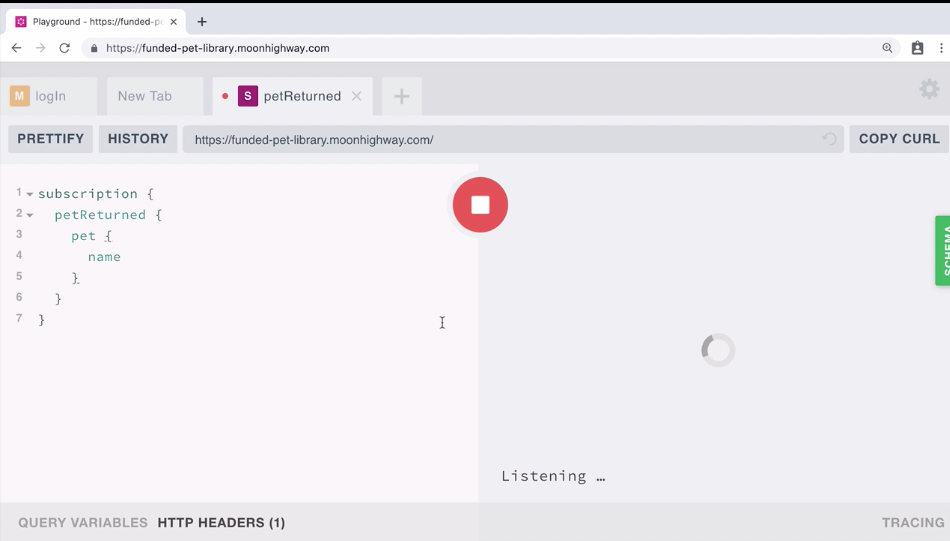 Playground - https://funded-pe
https://funded-pet-library.moonhighway.com
M logIn New Tab S petReturned
PRETTIFY HISTORY https://funded-pet-library.moonhighway.com/ COPY CURL
1 subscription {
2 petReturned {
3 pet {
4 name
5 }
6 }
7 }
SCHEMA
Listening …
QUERY VARIABLES HTTP HEADERS (1) TRACING